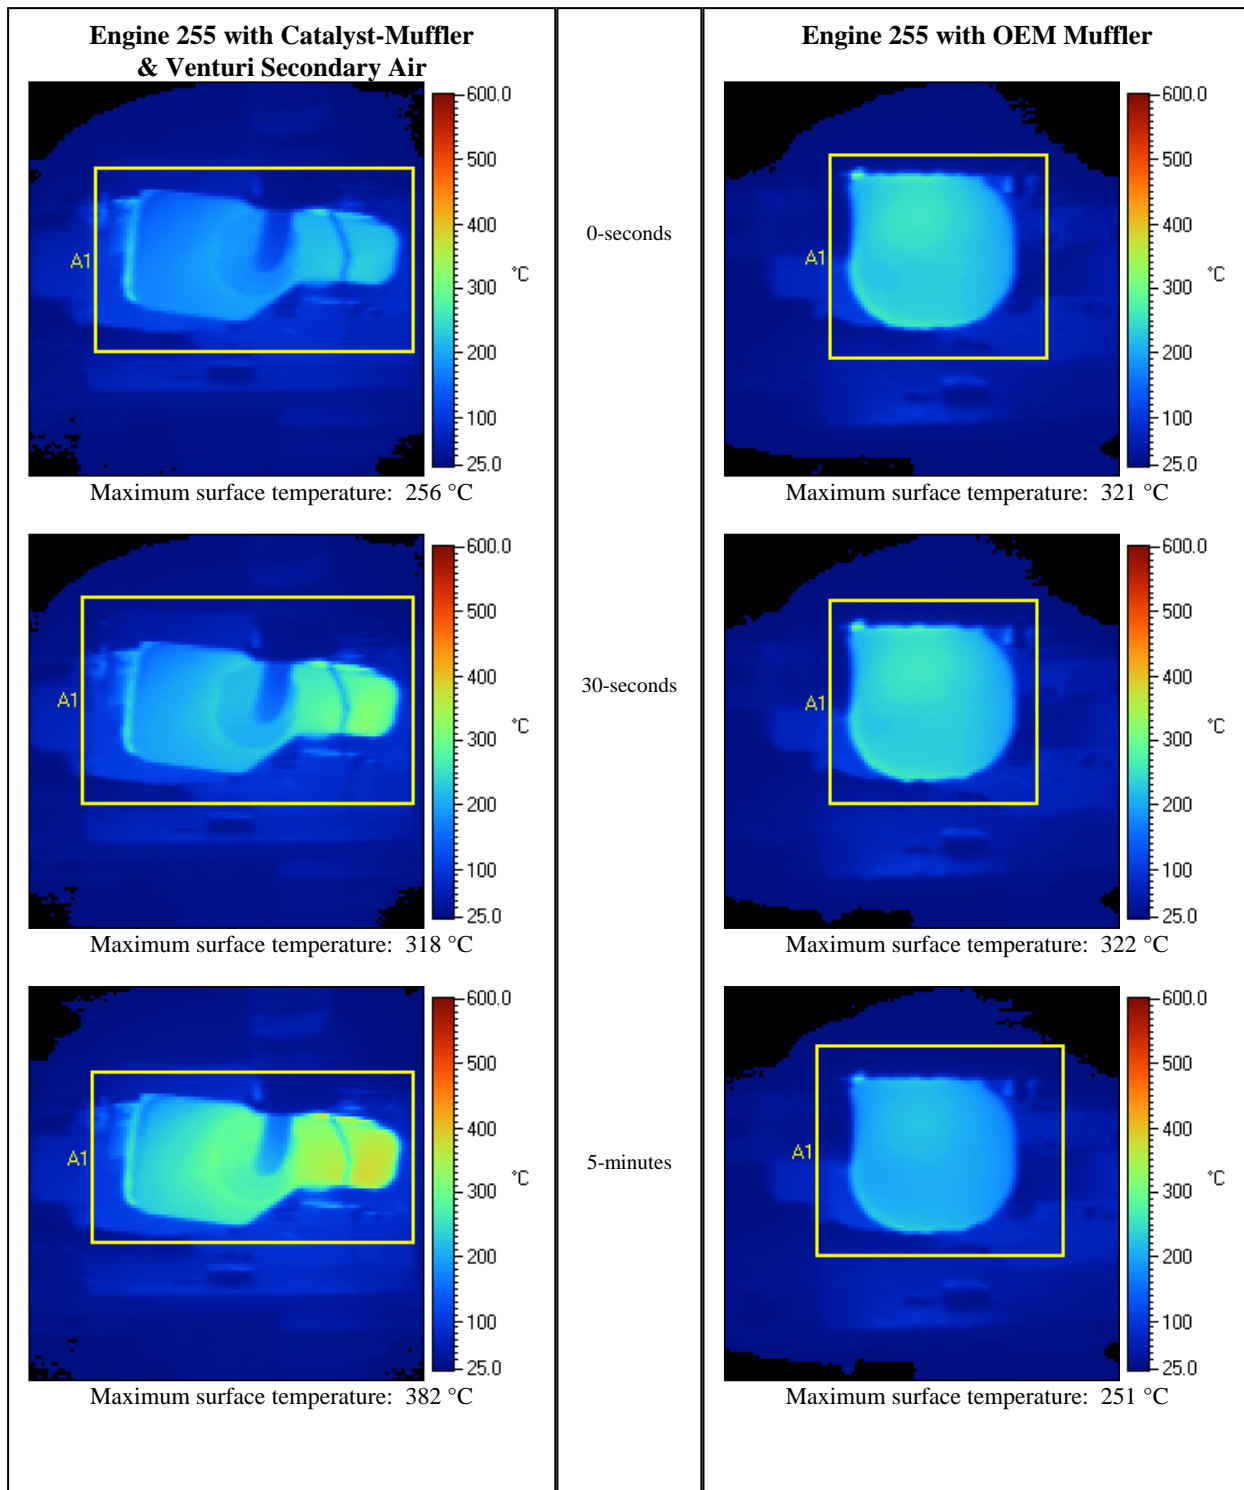 Engine 255 with Catalyst-Muffler
& Venturi Secondary Air
600.0
500
400
°C
300
200
100
25.0
A1
Maximum surface temperature: 256 °C
0-seconds
Engine 255 with OEM Muffler
600.0
500
400
°C
300
200
100
25.0
A1
Maximum surface temperature: 321 °C
600.0
500
400
°C
300
200
100
25.0
A1
Maximum surface temperature: 318 °C
30-seconds
600.0
500
400
°C
300
200
100
25.0
A1
Maximum surface temperature: 322 °C
600.0
500
400
°C
300
200
100
25.0
A1
Maximum surface temperature: 382 °C
5-minutes
600.0
500
400
°C
300
200
100
25.0
A1
Maximum surface temperature: 251 °C